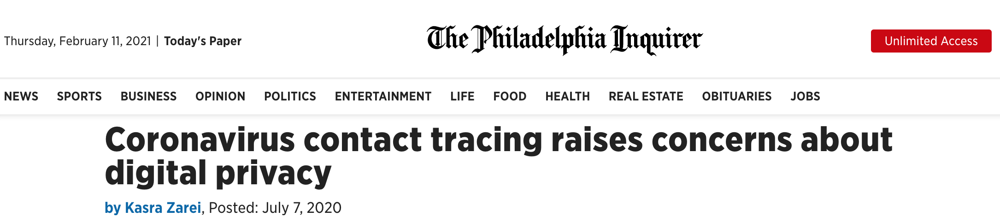 Thursday, February 11, 2021 | Today's Paper
The Philadelphia Inquirer
Unlimited Access
NEWS SPORTS BUSINESS OPINION POLITICS ENTERTAINMENT LIFE FOOD HEALTH REAL ESTATE OBITUARIES JOBS
Coronavirus contact tracing raises concerns about
digital privacy
by Kasra Zarei, Posted: July 7, 2020